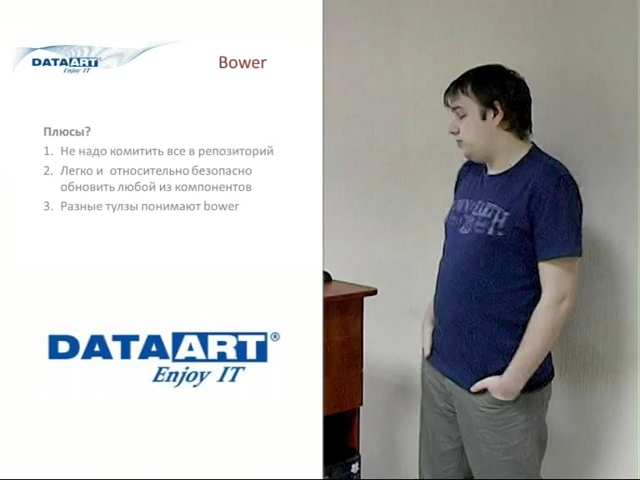 DATAART
Enjoy IT
Bower
Плюсы?
1. Не надо комитить все в репозиторий
2. Легко и относительно безопасно
обновить любой из компонентов
3. Разные тулзы понимают bower
DATAART®
Enjoy IT